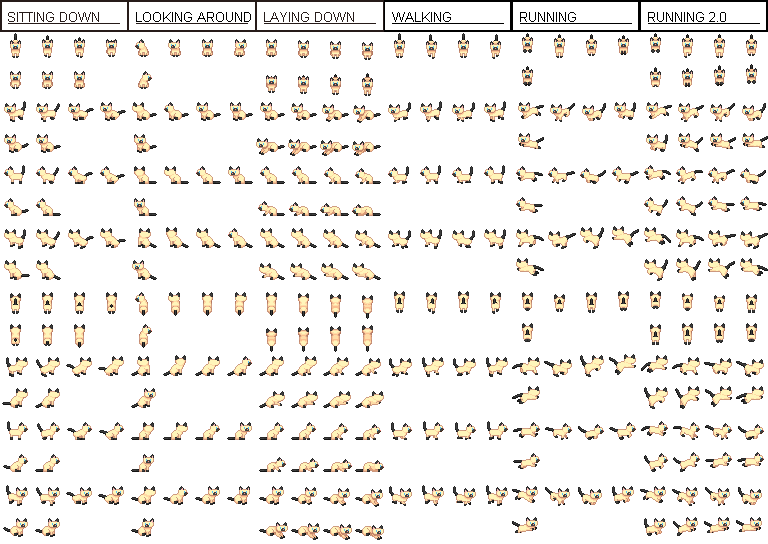 SITTING DOWN
LOOKING AROUND
LAYING DOWN
WALKING
RUNNING
RUNNING 2.0